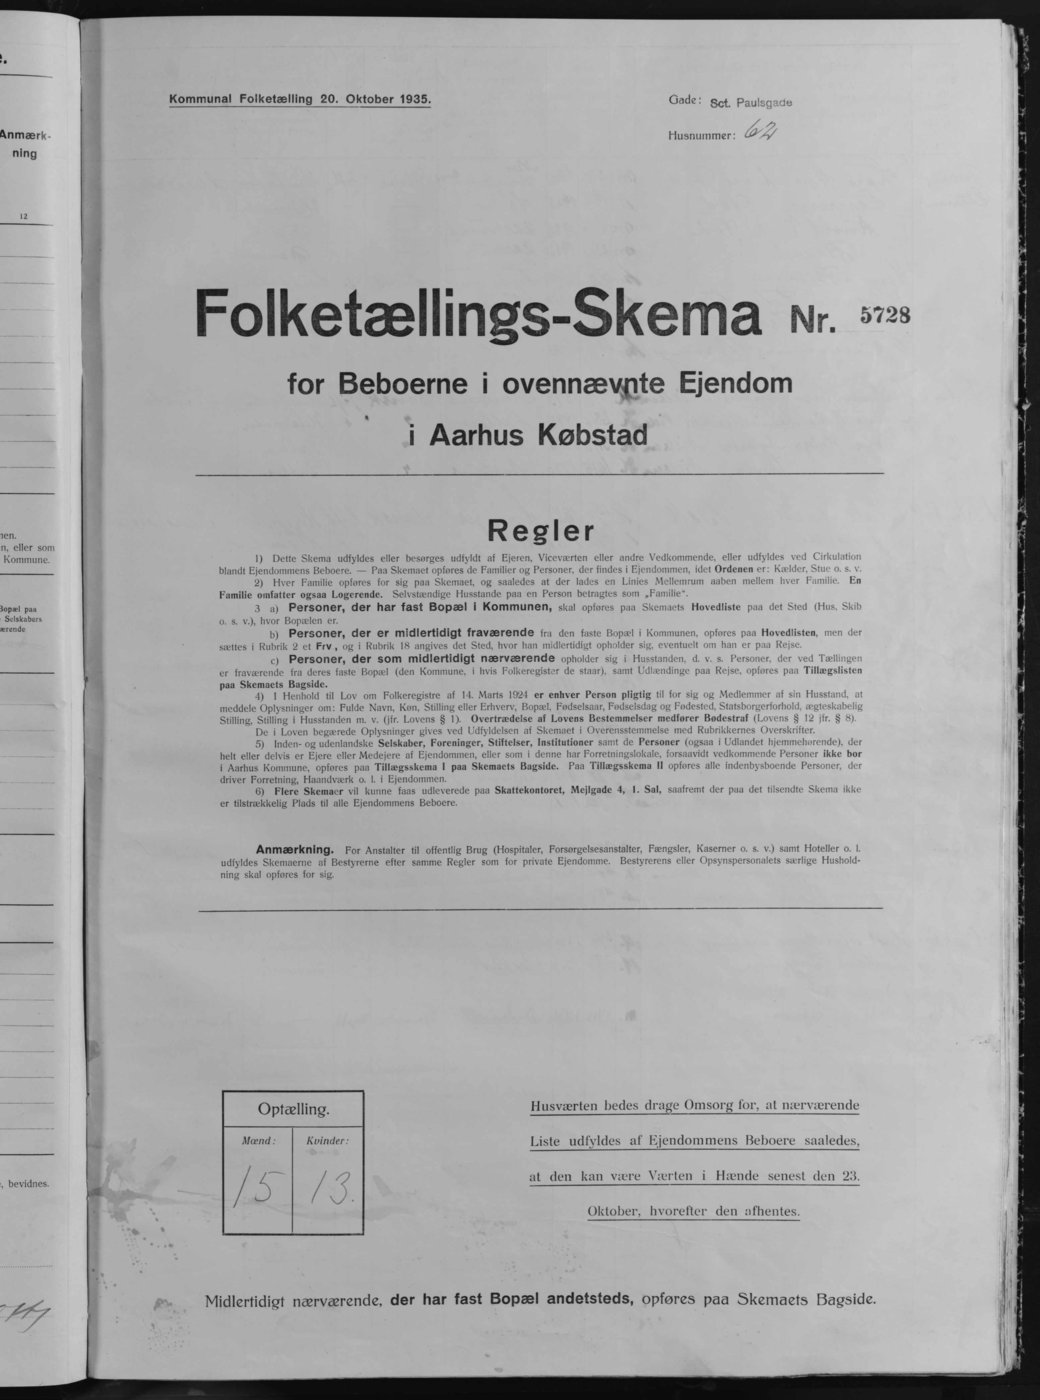 e.
Anmærk-
ning
12
n, eller som
Kommune.
Bopæl paa
Selskabers
ærende
, bevidnes.
Kommunal Folketælling 20. Oktober 1935.
Gade: Sct. Paulsgade
Husnummer: 62
Folketællings-Skema Nr. 5728
for Beboerne i ovennævnte Ejendom
i Aarhus Købstad
Regler
1) Dette Skema udfyldes eller besørges udfyldt af Ejeren, Viceværten eller andre Vedkommende, eller udfyldes ved Cirkulation
blandt Ejendommens Beboere. — Paa Skemaet opføres de Familier og Personer, der findes i Ejendommen, idet Ordenen er: Kælder, Stue o. s. v.
2) Hver Familie opføres for sig paa Skemaet, og saaledes at der lades en Linies Mellemrum aaben mellem hver Familie. En
Familie omfatter ogsaa Logerende. Selvstændige Husstande paa en Person betragtes som „Familie“.
3 a) Personer, der har fast Bopæl i Kommunen, skal opføres paa Skemaets Hovedliste paa det Sted (Hus, Skib
o. s. v.), hvor Bopælen er.
b) Personer, der er midlertidigt fraværende fra den faste Bopæl i Kommunen, opføres paa Hovedlisten, men der
sættes i Rubrik 2 et Frv., og i Rubrik 18 angives det Sted, hvor han midlertidigt opholder sig, eventuelt om han er paa Rejse.
c) Personer, der som midlertidigt nærværende opholder sig i Husstanden, d. v. s. Personer, der ved Tællingen
er fraværende fra deres faste Bopæl (den Kommune, i hvis Folkeregister de staar), samt Udlændinge paa Rejse, opføres paa Tillægslisten
paa Skemaets Bagside.
4) I Henhold til Lov om Folkeregistre af 14. Marts 1924 er enhver Person pligtig til for sig og Medlemmer af sin Husstand, at
meddele Oplysninger om: Fulde Navn, Køn, Stilling eller Erhverv, Bopæl, Fødselsaar, Fødselsdag og Fødested, Statsborgerforhold, ægteskabelig
Stilling, Stilling i Husstanden m. v. (jfr. Lovens § 1). Overtrædelse af Lovens Bestemmelser medfører Bødestraf (Lovens § 12 jfr. § 8).
De i Loven begærede Oplysninger gives ved Udfyldelsen af Skemaet i Overensstemmelse med Rubrikkernes Overskrifter.
5) Inden- og udenlandske Selskaber, Foreninger, Stiftelser, Institutioner samt de Personer (ogsaa i Udlandet hjemmehørende), der
helt eller delvis er Ejere eller Medejere af Ejendommen, eller som i denne har Forretningslokale, forsaavidt vedkommende Personer ikke bor
i Aarhus Kommune, opføres paa Tillægsskema I paa Skemaets Bagside. Paa Tillægsskema II opføres alle indenbysboende Personer, der
driver Forretning, Haandværk o. l. i Ejendommen.
6) Flere Skemaer vil kunne faas udleverede paa Skattekontoret, Mejlgade 4, 1. Sal, saafremt der paa det tilsendte Skema ikke
er tilstrækkelig Plads til alle Ejendommens Beboere.
Anmærkning. For Anstalter til offentlig Brug (Hospitaler, Forsørgelsesanstalter, Fængsler, Kaserner o. s. v.) samt Hoteller o. l.
udfyldes Skemaerne af Bestyrerne efter samme Regler som for private Ejendomme. Bestyrerens eller Opsynspersonalets særlige Hushold-
ning skal opføres for sig.
Optælling.
Mænd: Kvinder:
15 13.
Husværten bedes drage Omsorg for, at nærværende
Liste udfyldes af Ejendommens Beboere saaledes,
at den kan være Værten i Hænde senest den 23.
Oktober, hvorefter den afhentes.
Midlertidigt nærværende, der har fast Bopæl andetsteds, opføres paa Skemaets Bagside.